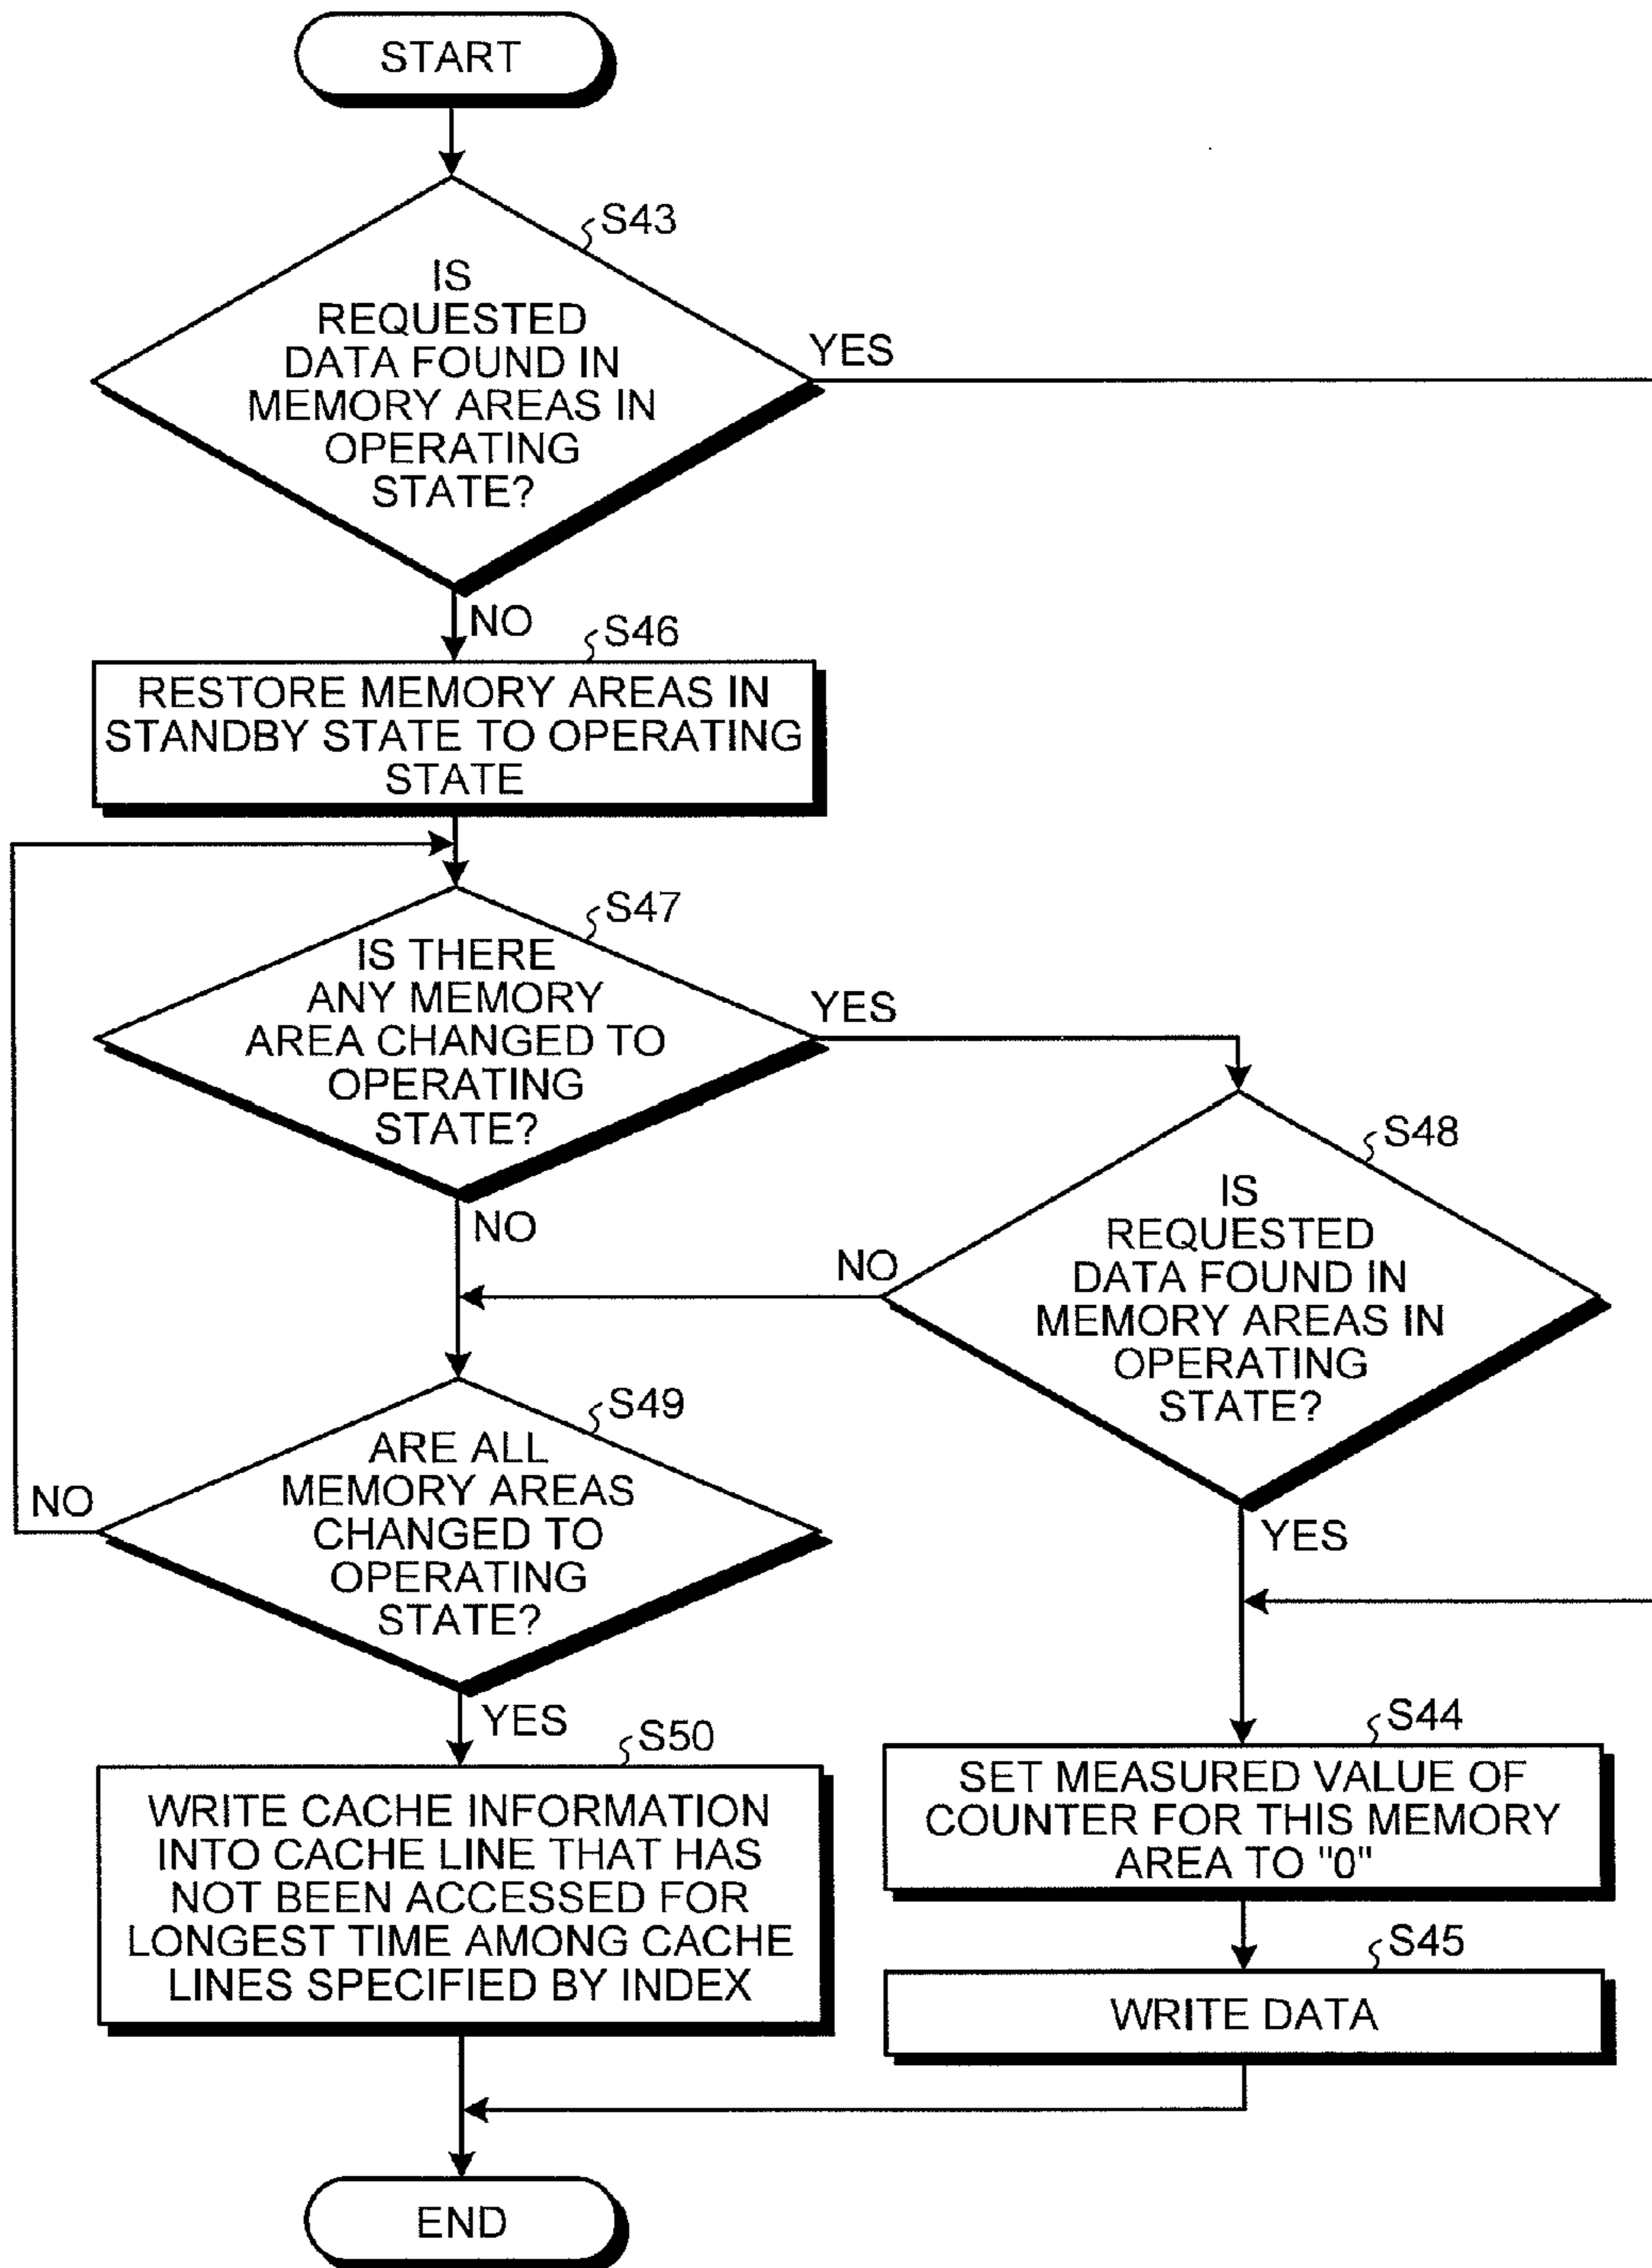 START
S43
IS
REQUESTED
DATA FOUND IN
MEMORY AREAS IN
OPERATING
STATE?
YES
NO
S46
RESTORE MEMORY AREAS IN
STANDBY STATE TO OPERATING
STATE
S47
IS THERE
ANY MEMORY
AREA CHANGED TO
OPERATING
STATE?
YES
NO
S48
IS
REQUESTED
DATA FOUND IN
MEMORY AREAS IN
OPERATING
STATE?
NO
YES
S49
ARE ALL
MEMORY AREAS
CHANGED TO
OPERATING
STATE?
NO
YES
S50
WRITE CACHE INFORMATION
INTO CACHE LINE THAT HAS
NOT BEEN ACCESSED FOR
LONGEST TIME AMONG CACHE
LINES SPECIFIED BY INDEX
S44
SET MEASURED VALUE OF
COUNTER FOR THIS MEMORY
AREA TO "0"
S45
WRITE DATA
END